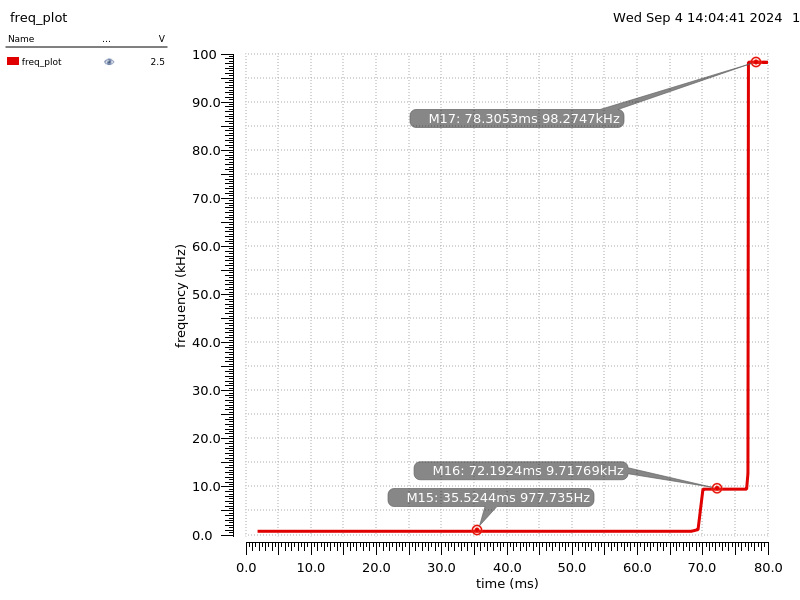 freq_plot
Wed Sep 4 14:04:41 2024 1
Name ... V
freq_plot 2.5
100
90.0
80.0
70.0
60.0
50.0
40.0
30.0
20.0
10.0
0.0
frequency (kHz)
M17: 78.3053ms 98.2747kHz
M16: 72.1924ms 9.71769kHz
M15: 35.5244ms 977.735Hz
0.0 10.0 20.0 30.0 40.0 50.0 60.0 70.0 80.0
time (ms)